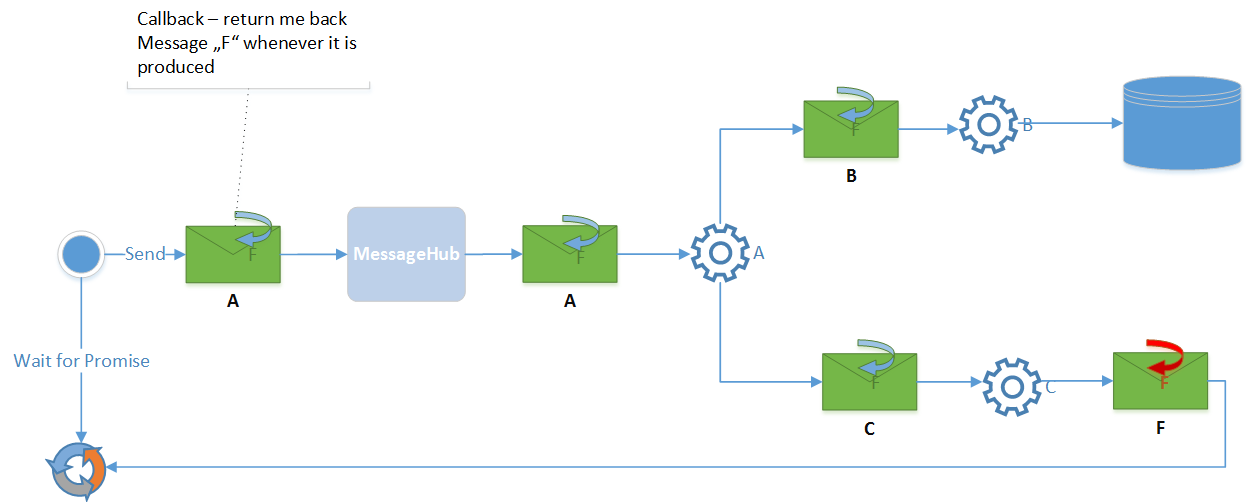 Callback – return me back
Message „F“ whenever it is
produced
F
B
B
Send
F
A
MessageHub
F
A
A
Wait for Promise
F
C
C
F
F